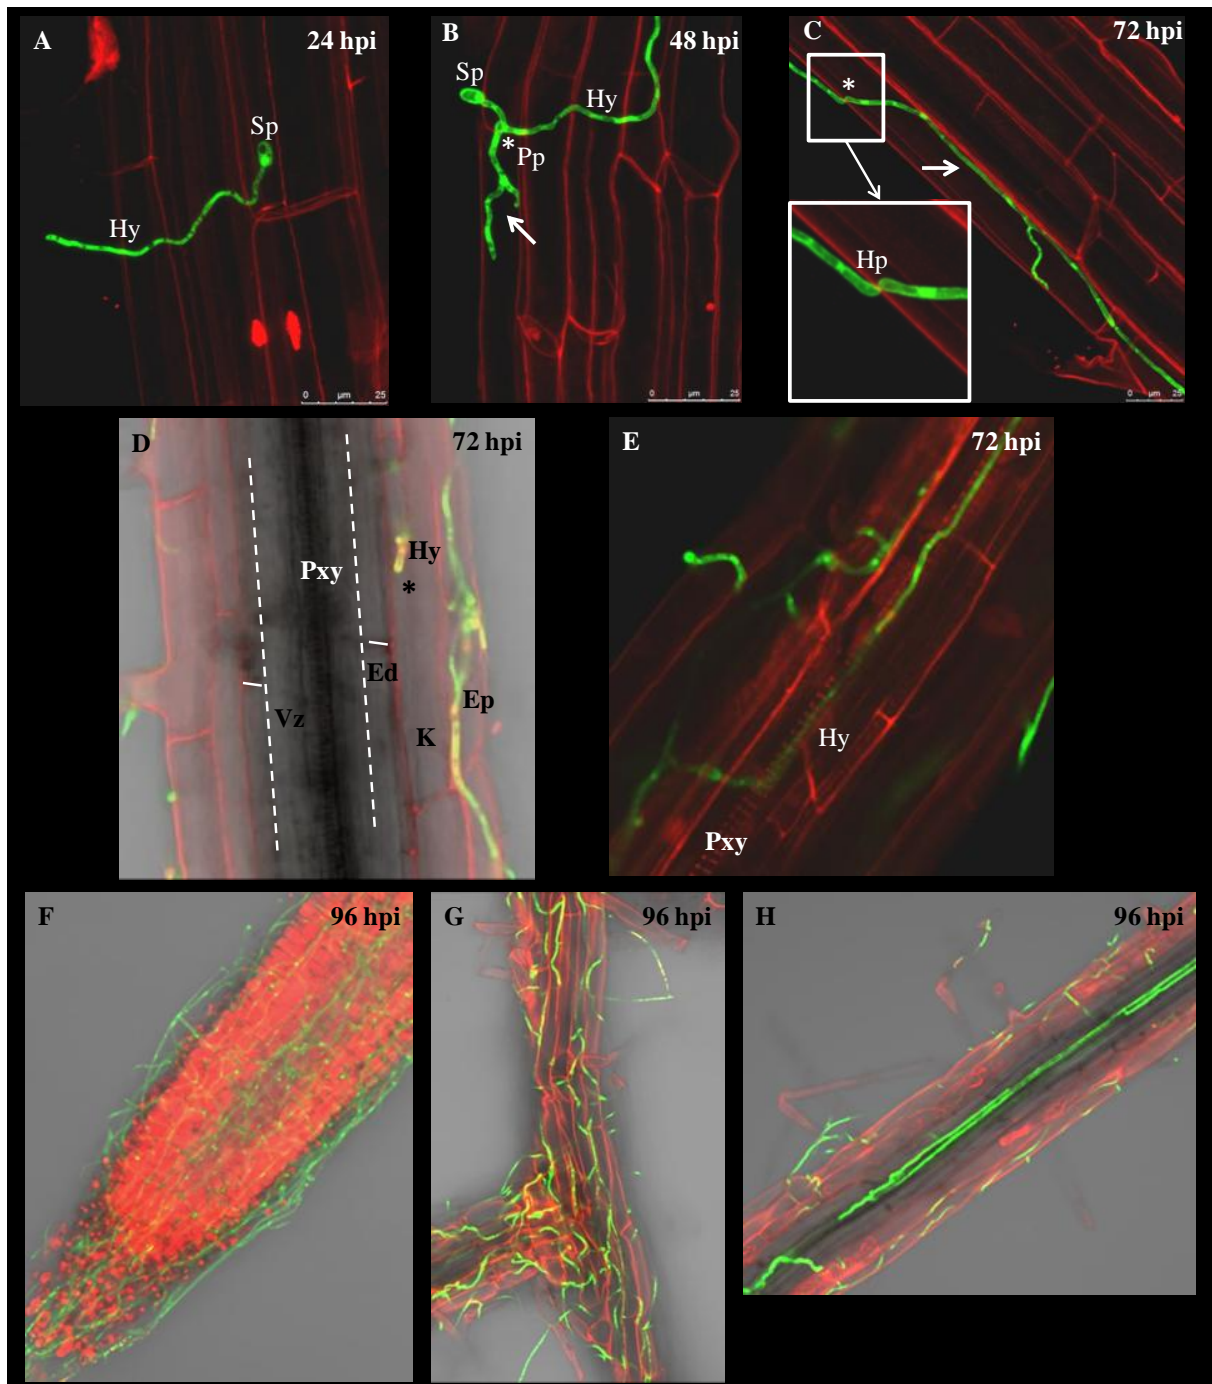 A 24 hpi
Sp
Hy
0 µm 25
B 48 hpi
Sp
Hy
* Pp
0 µm 25
C 72 hpi
*
Hp
0 µm 25
D 72 hpi
Hy
Pxy
*
Ed
Ep
Vz
K
E 72 hpi
Hy
Pxy
F 96 hpi
G 96 hpi
H 96 hpi